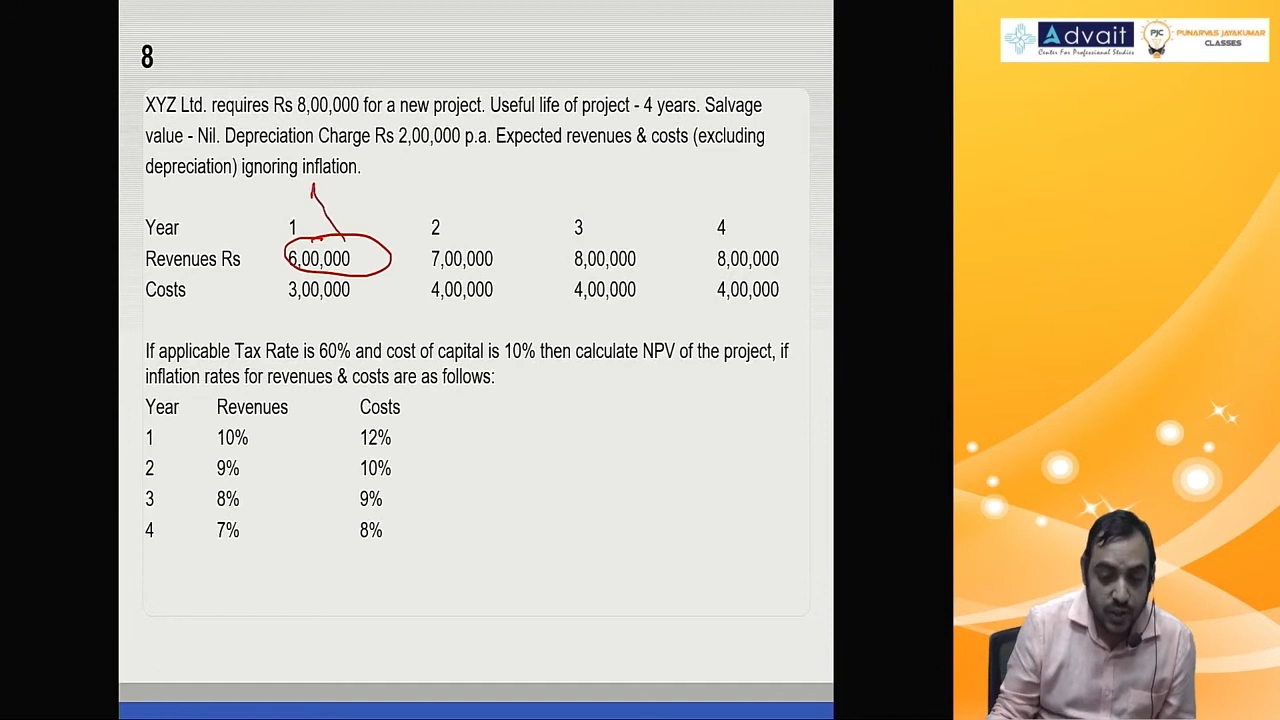 Advait
Center For Professional Studies
PJC
PUNARVAS JAYAKUMAR
CLASSES
8
XYZ Ltd. requires Rs 8,00,000 for a new project. Useful life of project - 4 years. Salvage
value - Nil. Depreciation Charge Rs 2,00,000 p.a. Expected revenues & costs (excluding
depreciation) ignoring inflation.
Year 1 2 3 4
Revenues Rs 6,00,000 7,00,000 8,00,000 8,00,000
Costs 3,00,000 4,00,000 4,00,000 4,00,000
If applicable Tax Rate is 60% and cost of capital is 10% then calculate NPV of the project, if
inflation rates for revenues & costs are as follows:
Year Revenues Costs
1 10% 12%
2 9% 10%
3 8% 9%
4 7% 8%